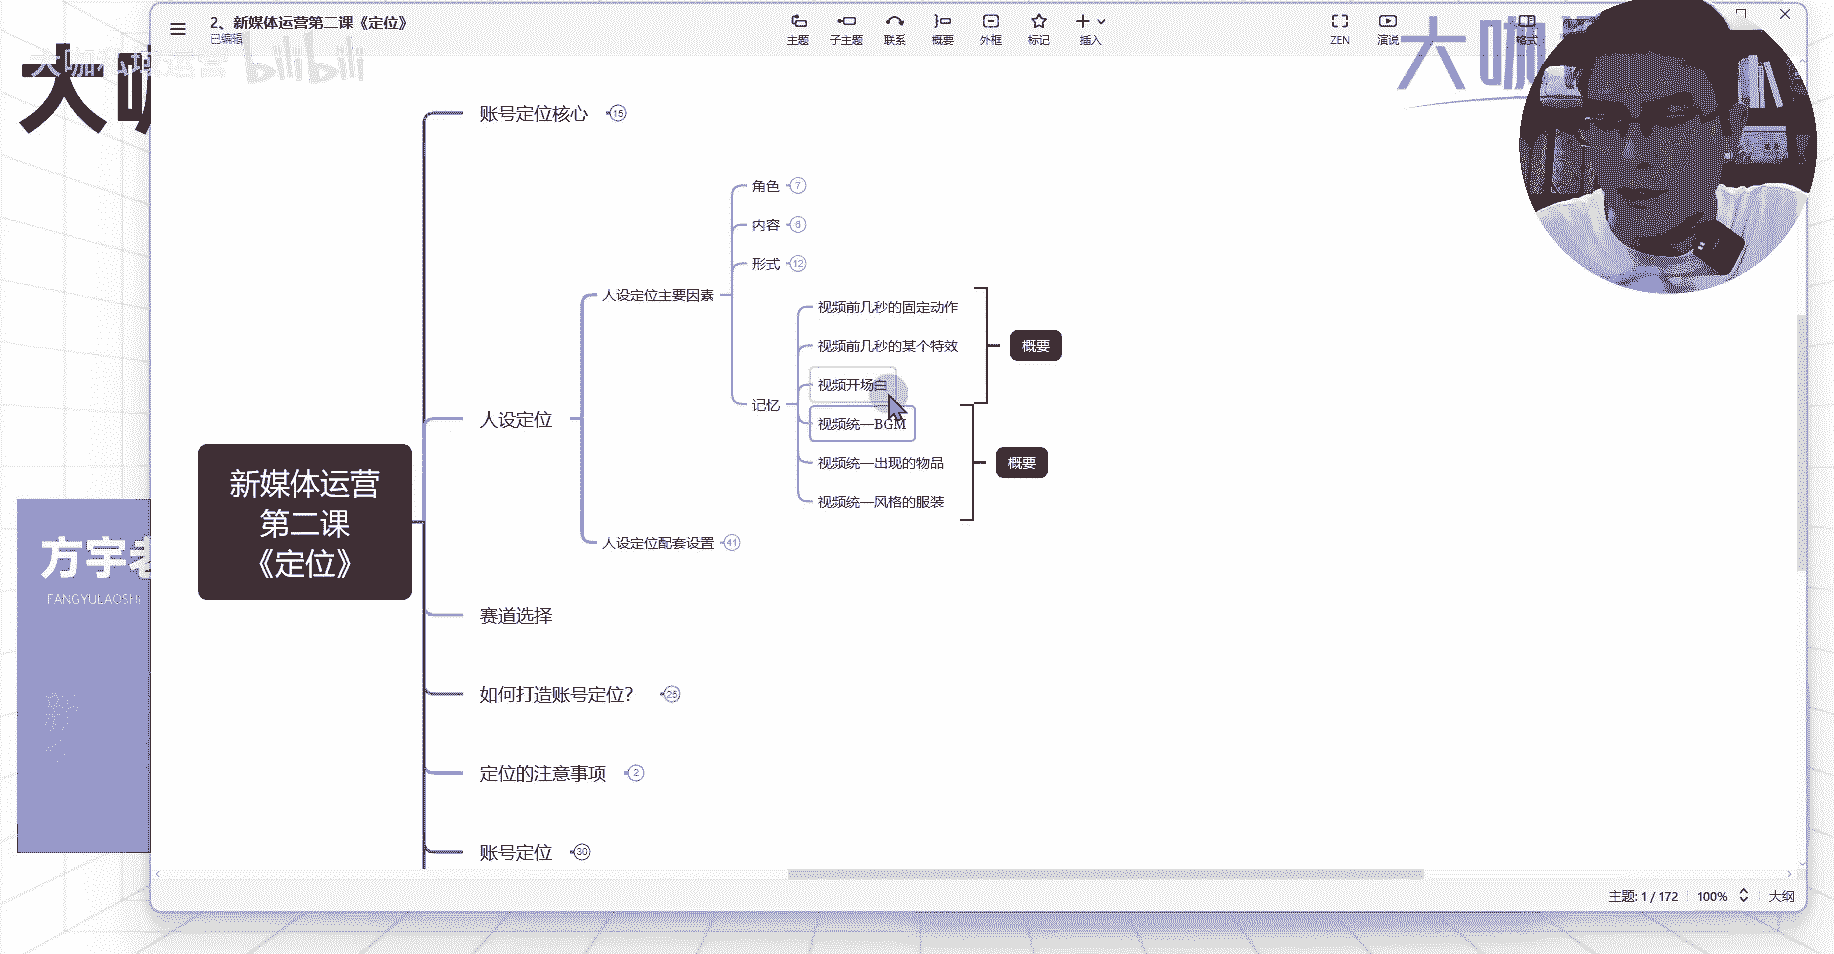 2、新媒体运营第二课《定位》
已编辑
主题
子主题
联系
概要
外框
标记
插入
ZEN
演说
格式
大咖
bilibili
账号定位核心 15
角色 7
内容 6
形式 12
人设定位主要因素
视频前几秒的固定动作
视频前几秒的某个特效
概要
视频开场白
记忆
人设定位
视频统一BGM
视频统一出现的物品
概要
视频统一风格的服装
新媒体运营
第二课
《定位》
人设定位配套设置 41
方宇老
FANGYULAOSHI
赛道选择
如何打造账号定位? 25
定位的注意事项 2
账号定位 30
主题: 1 / 172
100%
大纲